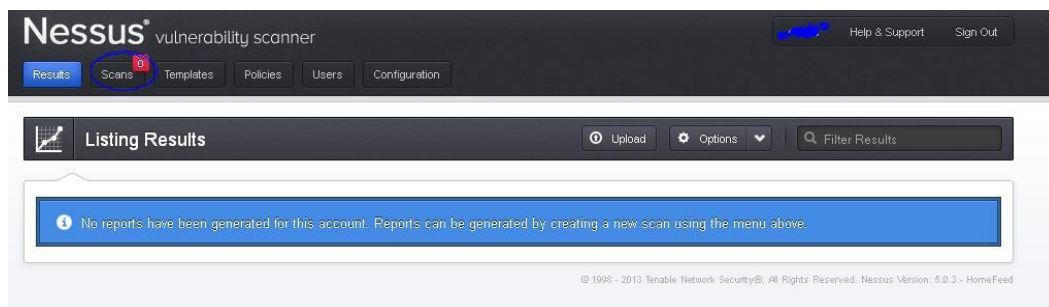 Nessus® vulnerability scanner
Help & Support
Sign Out
Results
Scans
0
Templates
Policies
Users
Configuration
Listing Results
Upload
Options
Filter Results
No reports have been generated for this account. Reports can be generated by creating a new scan using the menu above.
© 1998 - 2013 Tenable Network Security®. All Rights Reserved. Nessus Version: 5.0.3 - HomeFeed